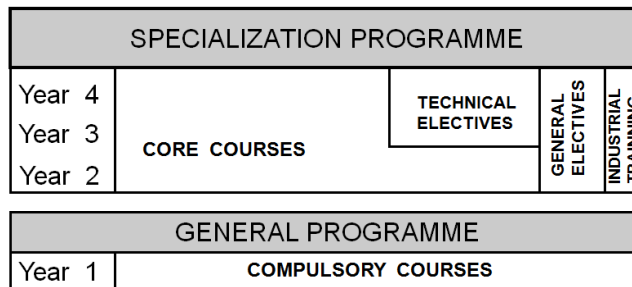 SPECIALIZATION PROGRAMME
Year 4
Year 3
Year 2
CORE COURSES
TECHNICAL
ELECTIVES
GENERAL
ELECTIVES
INDUSTRIAL
TRAINNING
GENERAL PROGRAMME
Year 1
COMPULSORY COURSES